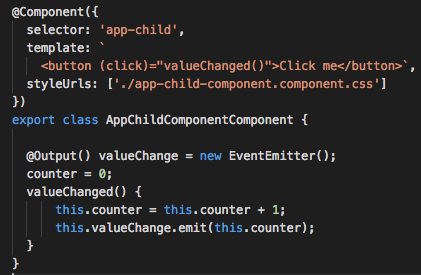 @Component({
  selector: 'app-child',
  template: `
    <button (click)="valueChanged()">Click me</button>`,
  styleUrls: ['./app-child-component.component.css']
})
export class AppChildComponentComponent {

  @Output() valueChange = new EventEmitter();
  counter = 0;
  valueChanged() {
      this.counter = this.counter + 1;
      this.valueChange.emit(this.counter);
  }
}